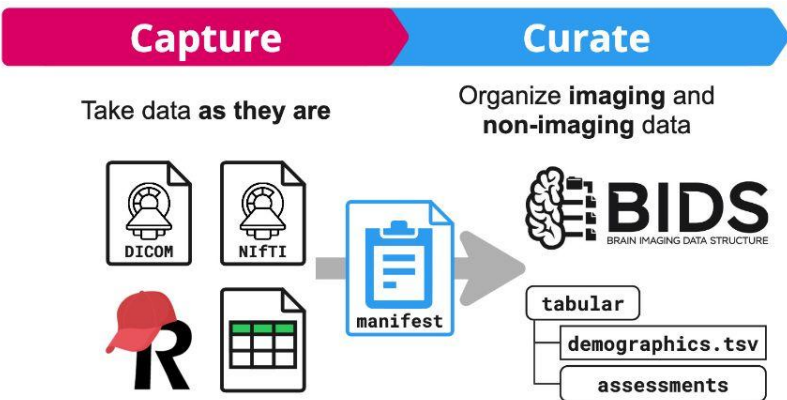 Capture
Curate
Take data as they are
Organize imaging and
non-imaging data
DICOM
NIfTI
BIDS
BRAIN IMAGING DATA STRUCTURE
manifest
R
tabular
demographics.tsv
assessments